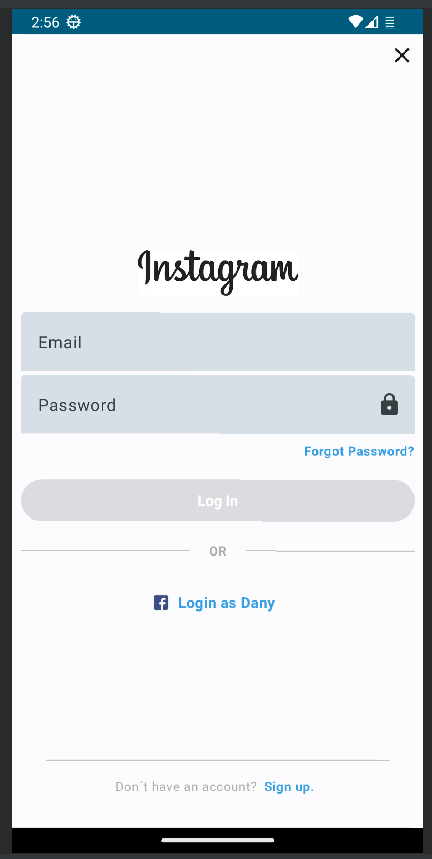 2:56
Instagram
Email
Password
Forgot Password?
Log In
OR
Login as Dany
Don´t have an account? Sign up.